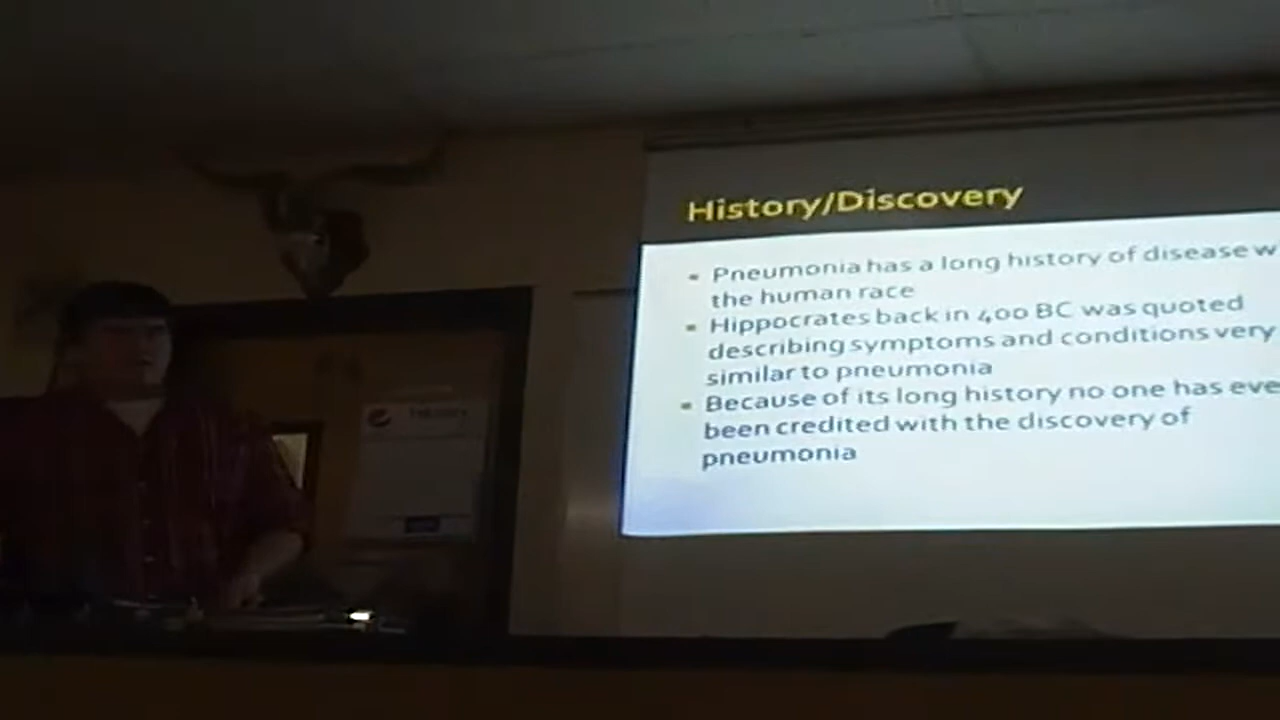 History/Discovery
Pneumonia has a long history of disease w
the human race
Hippocrates back in 400 BC was quoted
describing symptoms and conditions very
similar to pneumonia
Because of its long history no one has eve
been credited with the discovery of
pneumonia